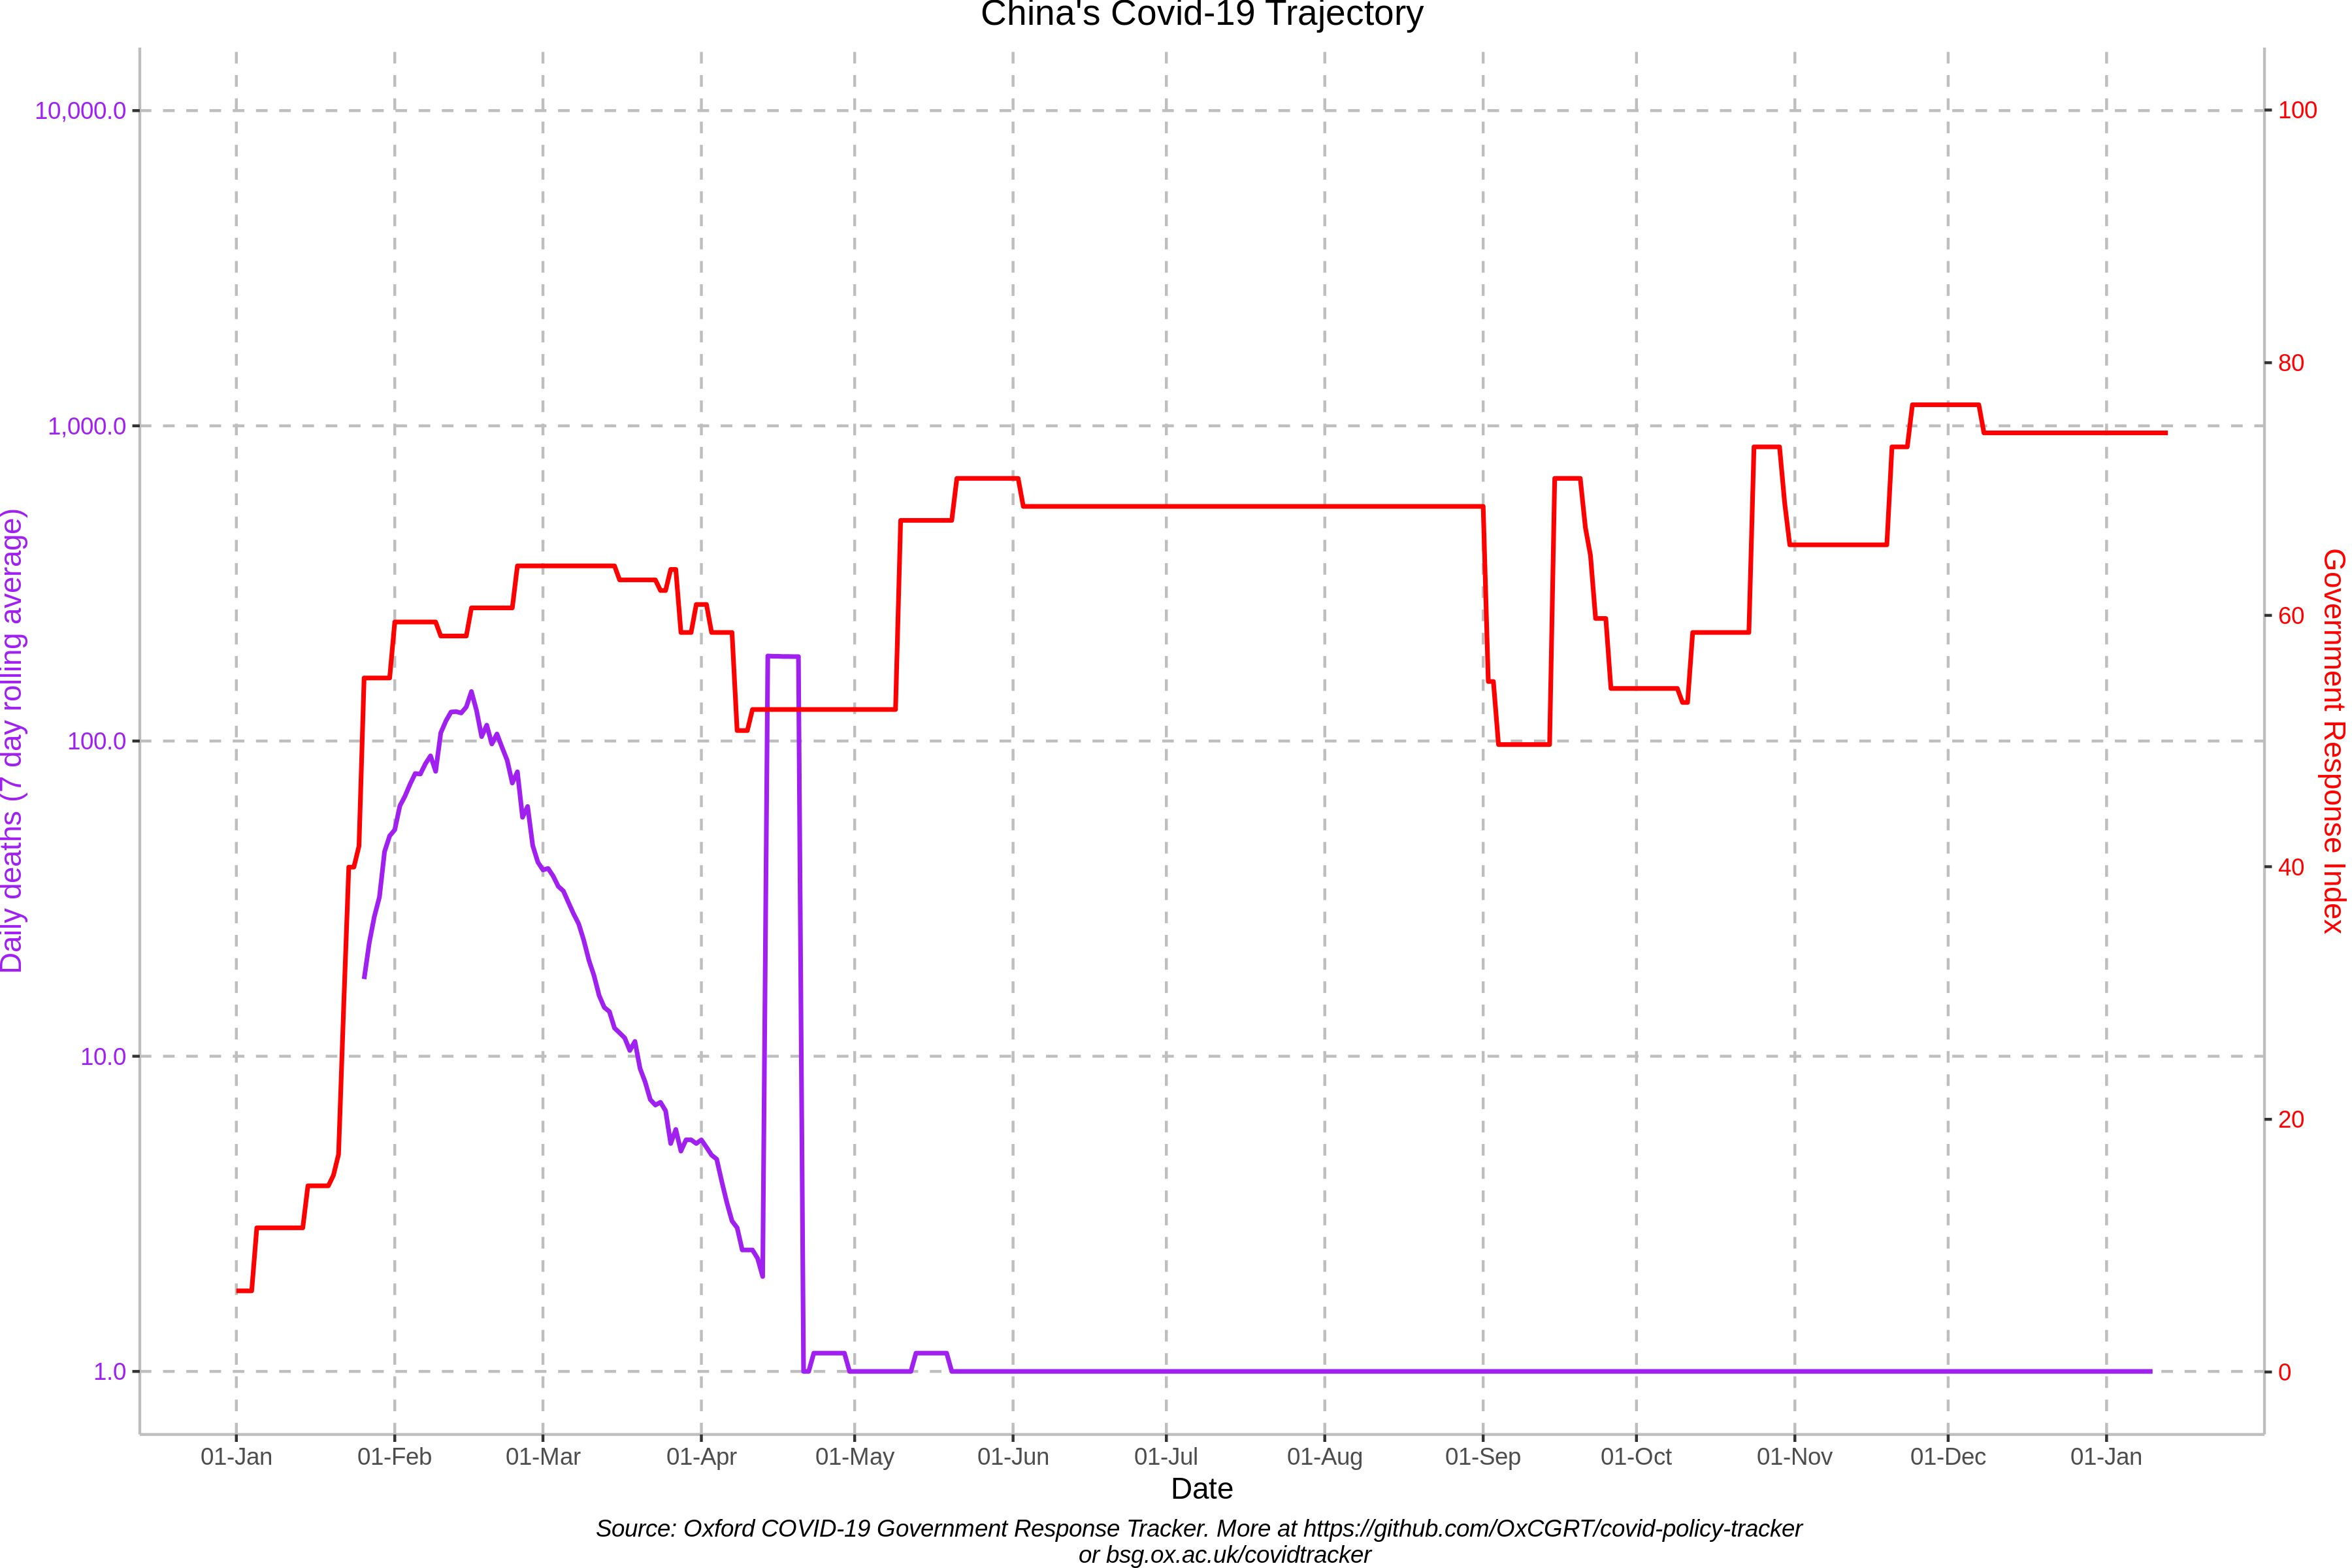 China's Covid-19 Trajectory
10,000.0
1,000.0
100.0
10.0
1.0
Daily deaths (7 day rolling average)
100
80
60
40
20
0
Government Response Index
01-Jan 01-Feb 01-Mar 01-Apr 01-May 01-Jun 01-Jul 01-Aug 01-Sep 01-Oct 01-Nov 01-Dec 01-Jan
Date
Source: Oxford COVID-19 Government Response Tracker. More at https://github.com/OxCGRT/covid-policy-tracker
or bsg.ox.ac.uk/covidtracker